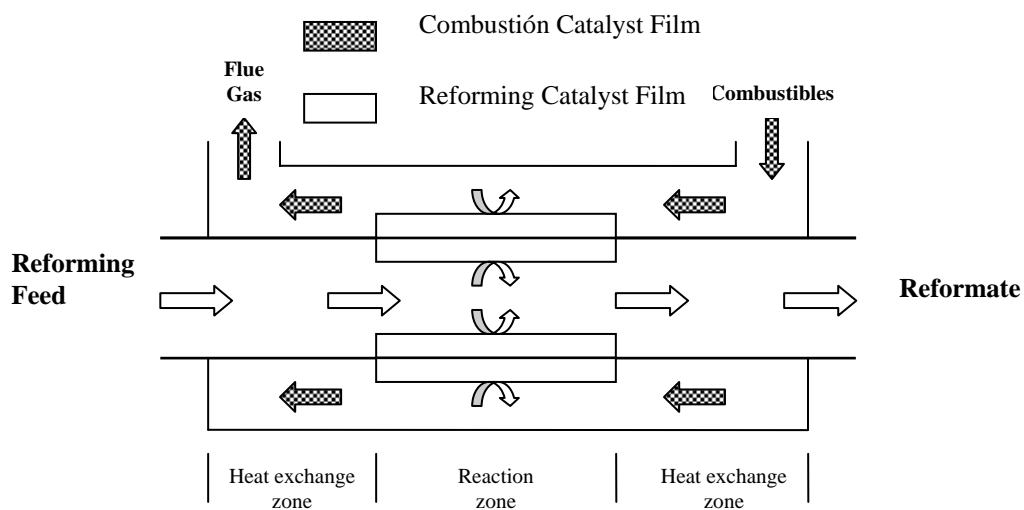 Combustión Catalyst Film
Flue
Gas
Reforming Catalyst Film
Combustibles
Reforming
Feed
Reformate
Heat exchange
zone
Reaction
zone
Heat exchange
zone